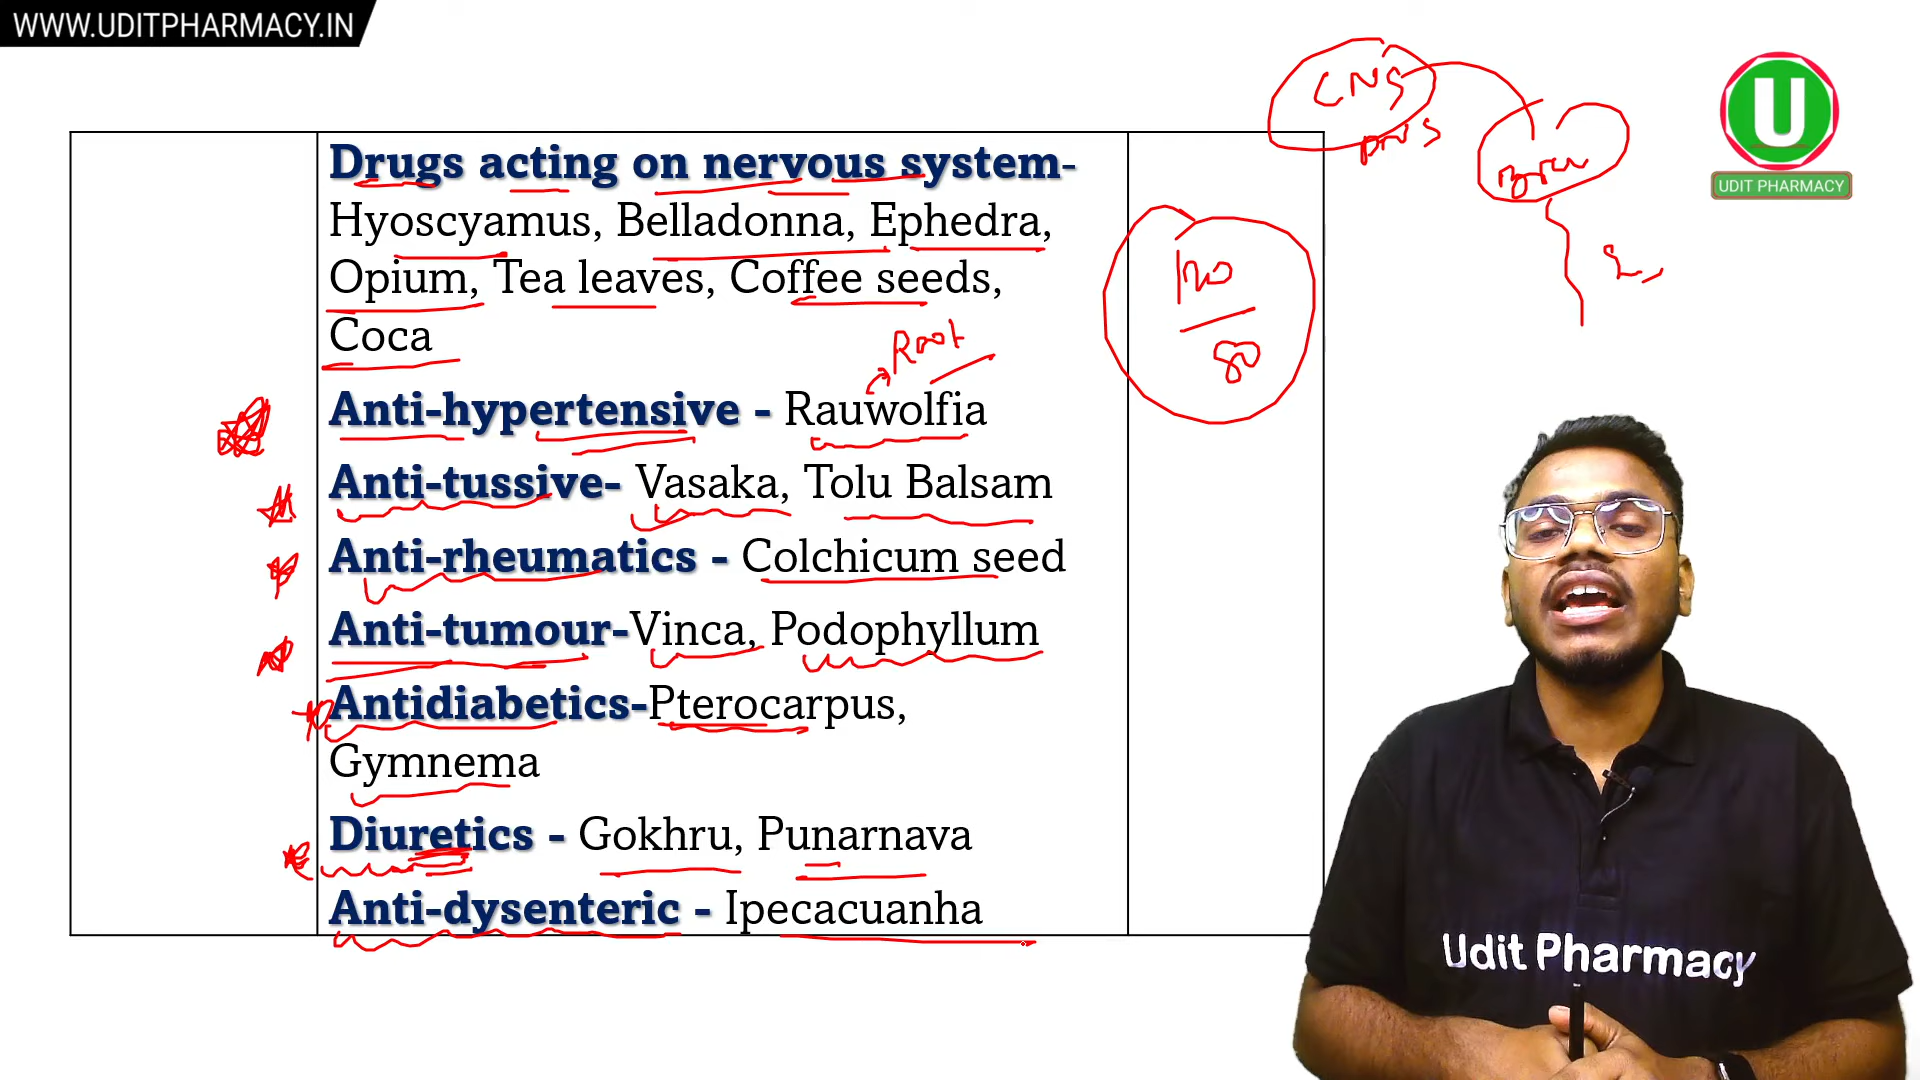 WWW.UDITPHARMACY.IN
CNS
PNS
U
UDIT PHARMACY
Drugs acting on nervous system-
Hyoscyamus, Belladonna, Ephedra,
Opium, Tea leaves, Coffee seeds,
Coca
120
80
Root
Anti-hypertensive - Rauwolfia
Anti-tussive- Vasaka, Tolu Balsam
Anti-rheumatics - Colchicum seed
Anti-tumour-Vinca, Podophyllum
Antidiabetics-Pterocarpus,
Gymnema
Diuretics - Gokhru, Punarnava
Anti-dysenteric - Ipecacuanha
Udit Pharmacy